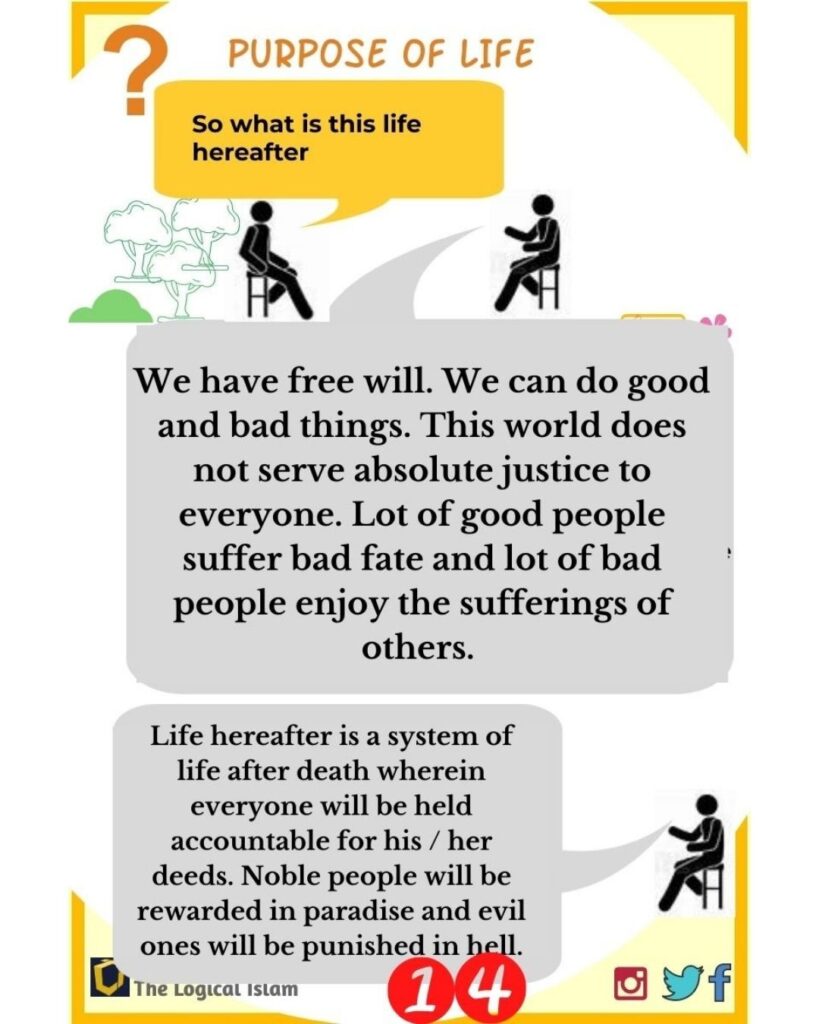 ?
PURPOSE OF LIFE
So what is this life
hereafter
We have free will. We can do good
and bad things. This world does
not serve absolute justice to
everyone. Lot of good people
suffer bad fate and lot of bad
people enjoy the sufferings of
others.
Life hereafter is a system of
life after death wherein
everyone will be held
accountable for his / her
deeds. Noble people will be
rewarded in paradise and evil
ones will be punished in hell.
The Logical Islam
14